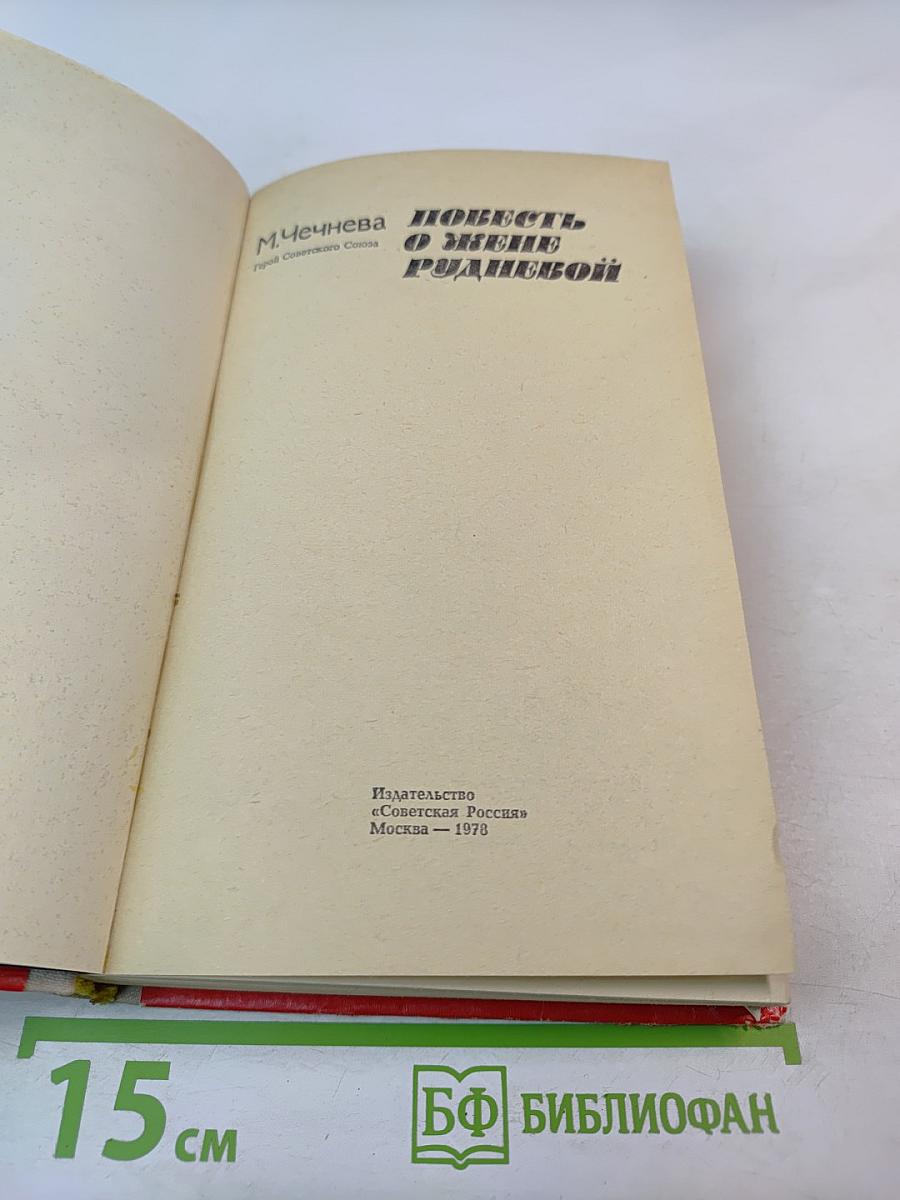 М.Чечнева
Герой Советского Союза
ПОВЕСТЬ
О ЖЕНЕ
РУДНЕВОЙ
Издательство
«Советская Россия»
Москва — 1978
15 см
БФ БИБЛИОФАН